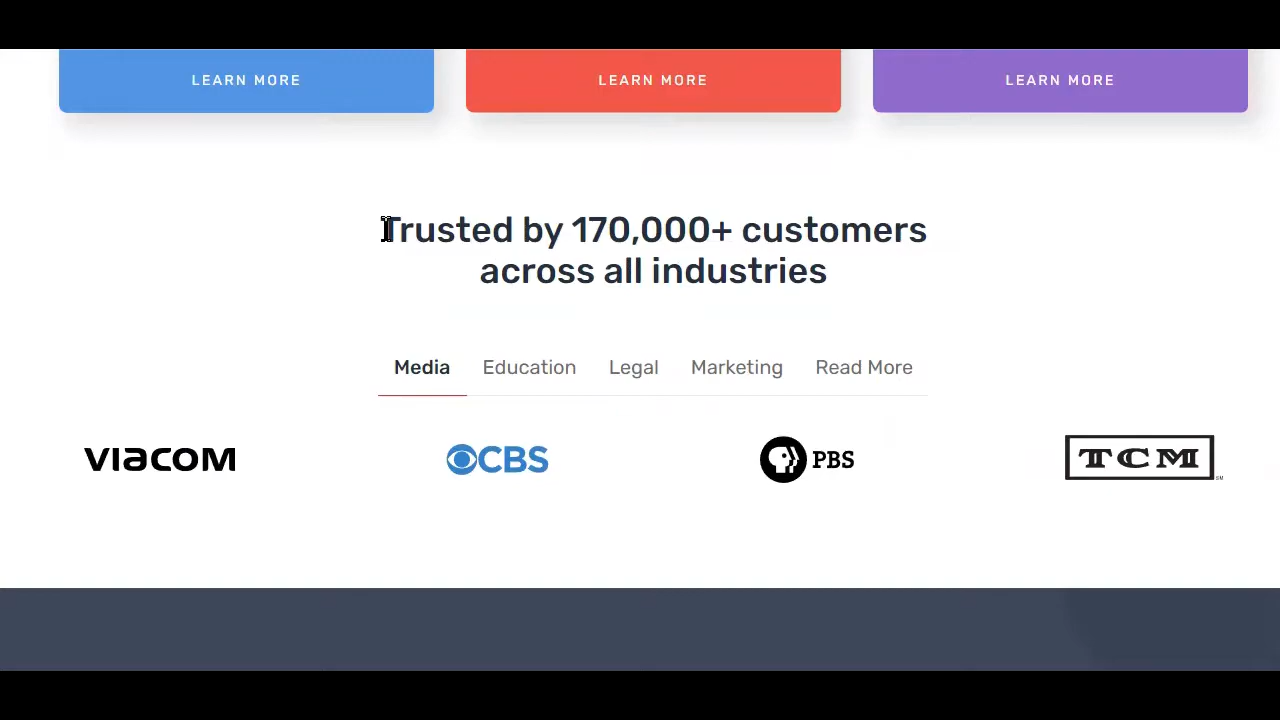 LEARN MORE LEARN MORE LEARN MORE
Trusted by 170,000+ customers
across all industries
Media Education Legal Marketing Read More
VIACOM CBS PBS TCM SM